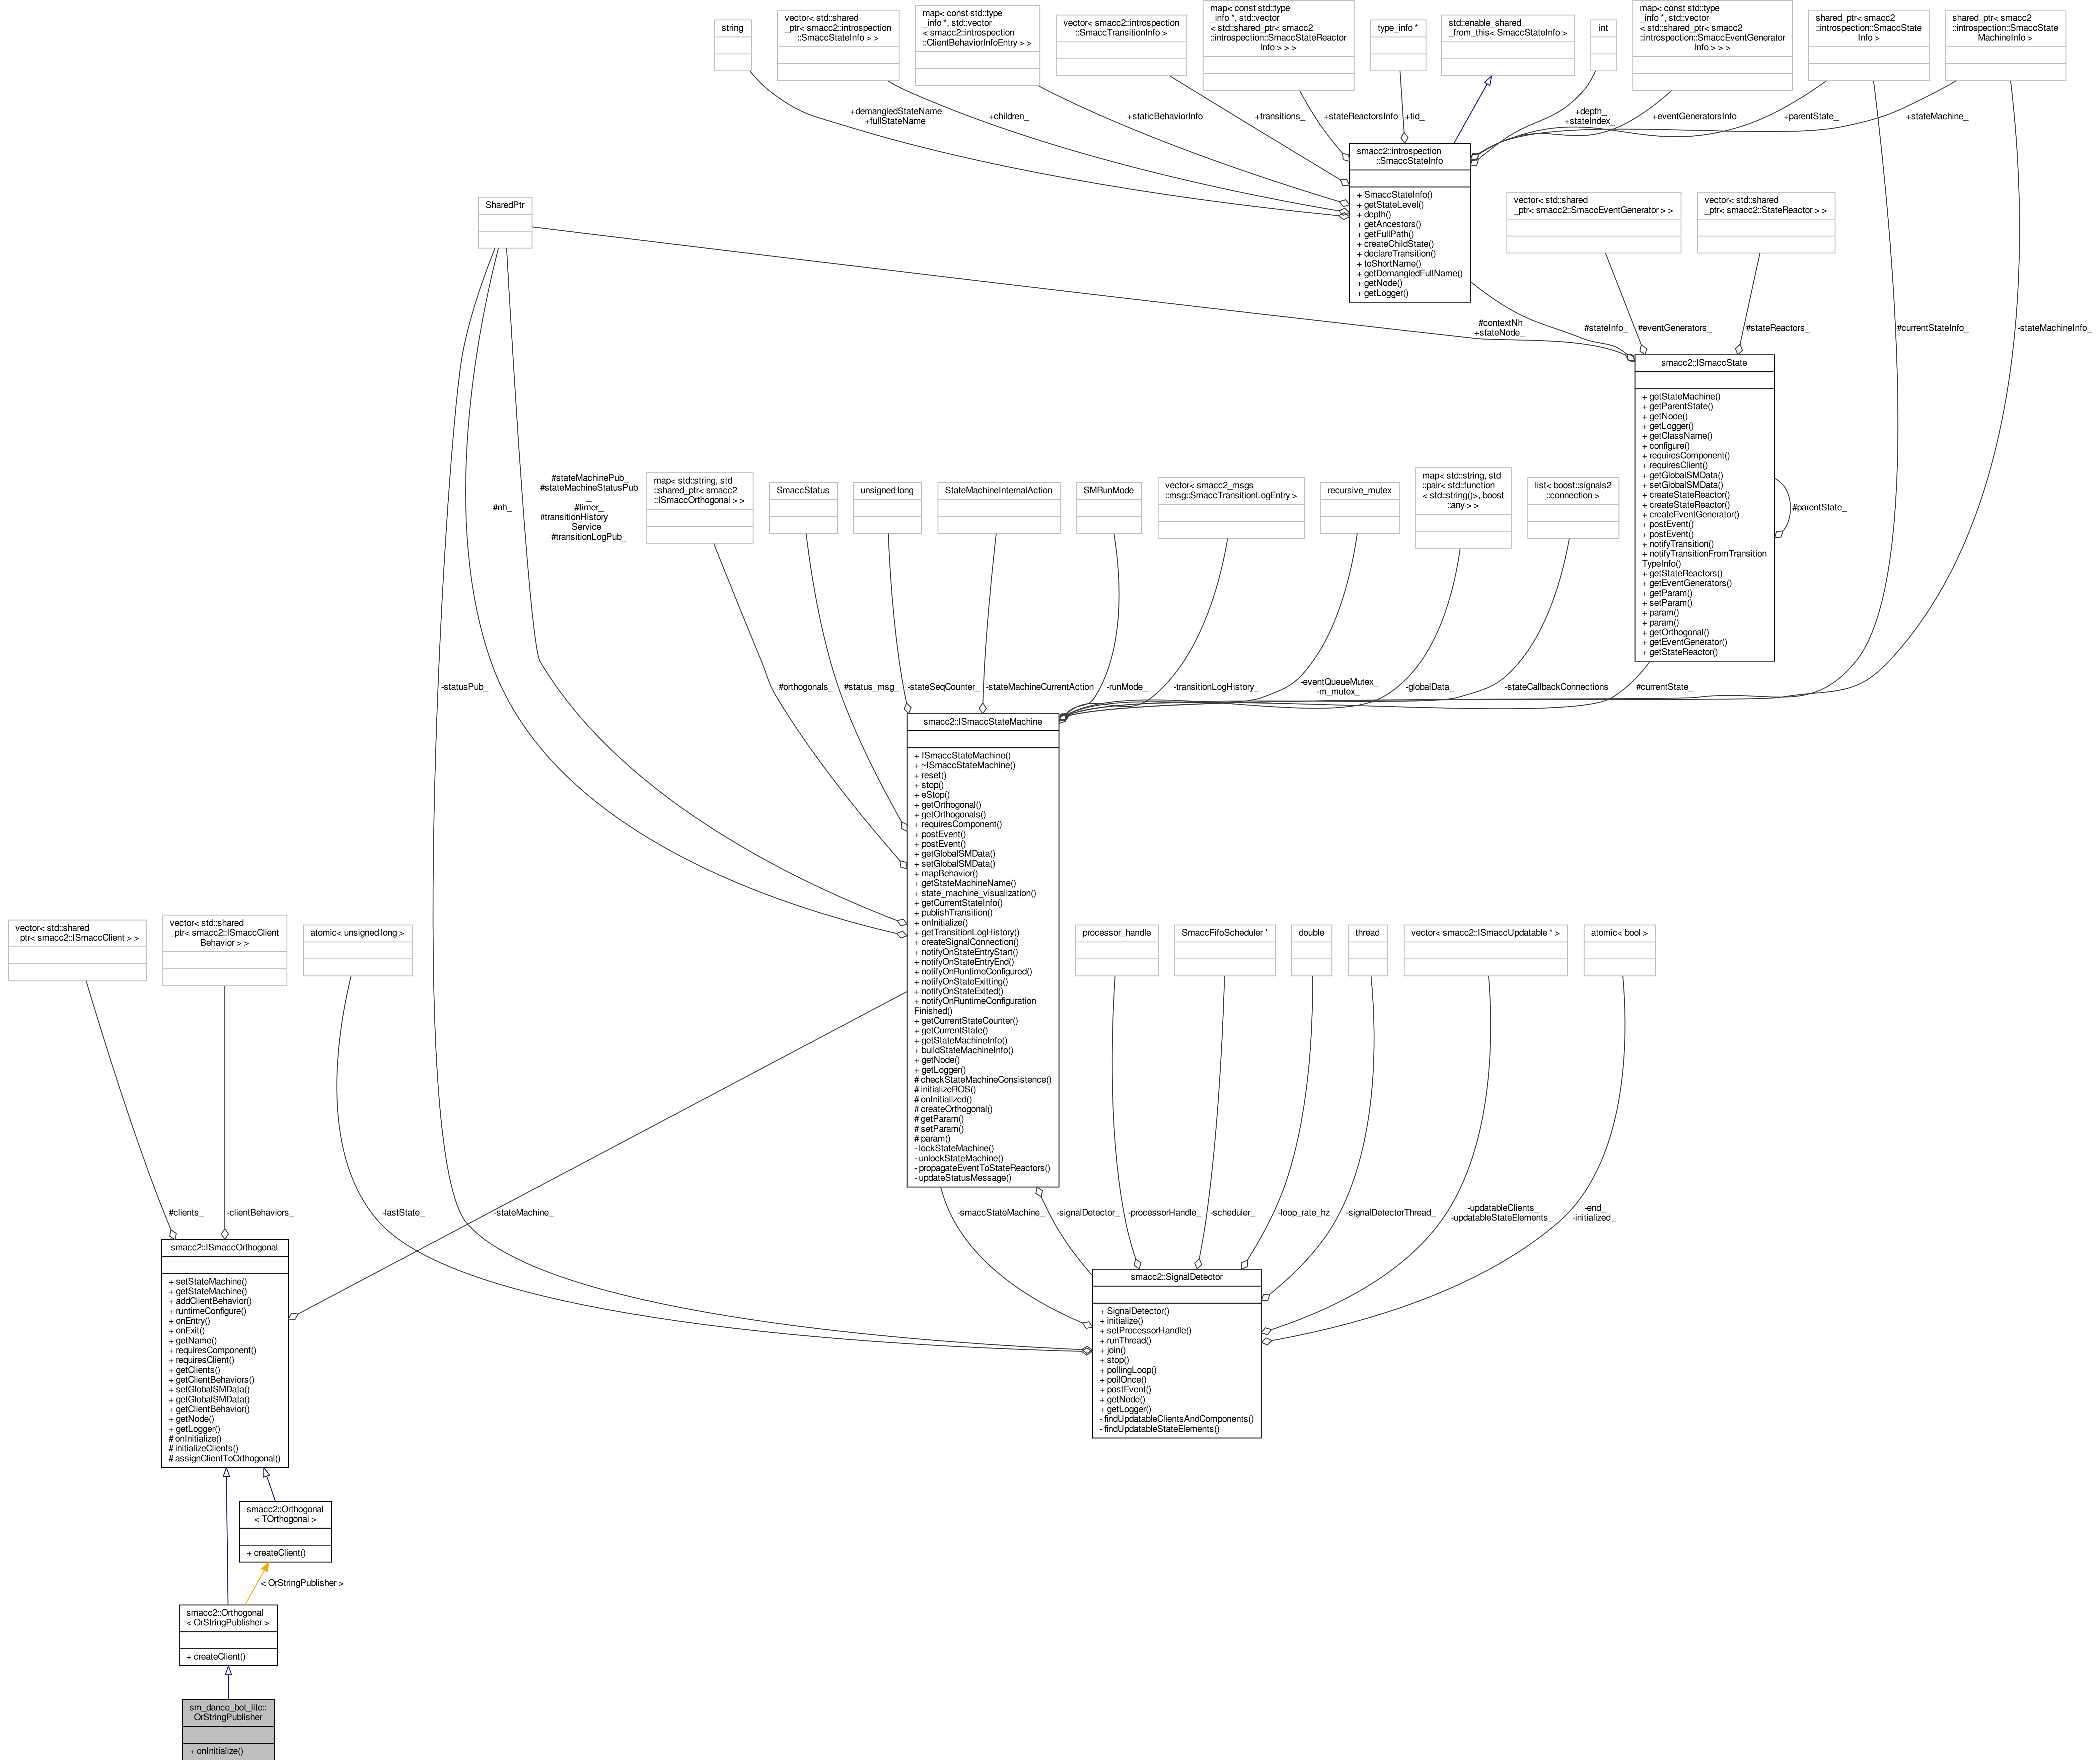 string
vector< std::shared
_ptr< smacc2::introspection
::SmaccStateInfo > >
map< const std::type
_info *, std::vector
< smacc2::introspection
::ClientBehaviorInfoEntry > >
vector< smacc2::introspection
::SmaccTransitionInfo >
map< const std::type
_info *, std::vector
< std::shared_ptr< smacc2
::introspection::SmaccStateReactor
Info > > >
type_info *
std::enable_shared
_from_this< SmaccStateInfo >
int
map< const std::type
_info *, std::vector
< std::shared_ptr< smacc2
::introspection::SmaccEventGenerator
Info > > >
shared_ptr< smacc2
::introspection::SmaccState
Info >
shared_ptr< smacc2
::introspection::SmaccState
MachineInfo >
+demangledStateName
+fullStateName
+children_
+staticBehaviorInfo
+transitions_
+stateReactorsInfo
+tid_
+depth_
+stateIndex_
+eventGeneratorsInfo
+parentState_
+stateMachine_
smacc2::introspection
::SmaccStateInfo
+ SmaccStateInfo()
+ getStateLevel()
+ depth()
+ getAncestors()
+ getFullPath()
+ createChildState()
+ declareTransition()
+ toShortName()
+ getDemangledFullName()
+ getNode()
+ getLogger()
SharedPtr
vector< std::shared
_ptr< smacc2::SmaccEventGenerator > >
vector< std::shared
_ptr< smacc2::StateReactor > >
#contextNh
+stateNode_
#stateInfo_
#eventGenerators_
#stateReactors_
#currentStateInfo_
-stateMachineInfo_
smacc2::ISmaccState
+ getStateMachine()
+ getParentState()
+ getNode()
+ getLogger()
+ getClassName()
+ configure()
+ requiresComponent()
+ requiresClient()
+ getGlobalSMData()
+ setGlobalSMData()
+ createStateReactor()
+ createStateReactor()
+ createEventGenerator()
+ postEvent()
+ postEvent()
+ notifyTransition()
+ notifyTransitionFromTransition
TypeInfo()
+ getStateReactors()
+ getEventGenerators()
+ getParam()
+ setParam()
+ param()
+ param()
+ getOrthogonal()
+ getEventGenerator()
+ getStateReactor()
#parentState_
#nh_
#stateMachinePub_
#stateMachineStatusPub
_
#timer_
#transitionHistory
Service_
#transitionLogPub_
map< std::string, std
::shared_ptr< smacc2
::ISmaccOrthogonal > >
SmaccStatus
unsigned long
StateMachineInternalAction
SMRunMode
vector< smacc2_msgs
::msg::SmaccTransitionLogEntry >
recursive_mutex
map< std::string, std
::pair< std::function
< std::string()>, boost
::any > >
list< boost::signals2
::connection >
-statusPub_
#orthogonals_
#status_msg_
-stateSeqCounter_
-stateMachineCurrentAction
-runMode_
-transitionLogHistory_
-eventQueueMutex_
-m_mutex_
-globalData_
-stateCallbackConnections
#currentState_
smacc2::ISmaccStateMachine
+ ISmaccStateMachine()
+ ~ISmaccStateMachine()
+ reset()
+ stop()
+ eStop()
+ getOrthogonal()
+ getOrthogonals()
+ requiresComponent()
+ postEvent()
+ postEvent()
+ getGlobalSMData()
+ setGlobalSMData()
+ mapBehavior()
+ getStateMachineName()
+ state_machine_visualization()
+ getCurrentStateInfo()
+ publishTransition()
+ onInitialize()
+ getTransitionLogHistory()
+ createSignalConnection()
+ notifyOnStateEntryStart()
+ notifyOnStateEntryEnd()
+ notifyOnRuntimeConfigured()
+ notifyOnStateExitting()
+ notifyOnStateExited()
+ notifyOnRuntimeConfiguration
Finished()
+ getCurrentStateCounter()
+ getCurrentState()
+ getStateMachineInfo()
+ buildStateMachineInfo()
+ getNode()
+ getLogger()
# checkStateMachineConsistence()
# initializeROS()
# onInitialized()
# createOrthogonal()
# getParam()
# setParam()
# param()
- lockStateMachine()
- unlockStateMachine()
- propagateEventToStateReactors()
- updateStatusMessage()
vector< std::shared
_ptr< smacc2::ISmaccClient > >
vector< std::shared
_ptr< smacc2::ISmaccClient
Behavior > >
atomic< unsigned long >
processor_handle
SmaccFifoScheduler *
double
thread
vector< smacc2::ISmaccUpdatable * >
atomic< bool >
#clients_
-clientBehaviors_
-lastState_
-stateMachine_
-smaccStateMachine_
-signalDetector_
-processorHandle_
-scheduler_
-loop_rate_hz
-signalDetectorThread_
-updatableClients_
-updatableStateElements_
-end_
-initialized_
smacc2::ISmaccOrthogonal
+ setStateMachine()
+ getStateMachine()
+ addClientBehavior()
+ runtimeConfigure()
+ onEntry()
+ onExit()
+ getName()
+ requiresComponent()
+ requiresClient()
+ getClients()
+ getClientBehaviors()
+ setGlobalSMData()
+ getGlobalSMData()
+ getClientBehavior()
+ getNode()
+ getLogger()
# onInitialize()
# initializeClients()
# assignClientToOrthogonal()
smacc2::SignalDetector
+ SignalDetector()
+ initialize()
+ setProcessorHandle()
+ runThread()
+ join()
+ stop()
+ pollingLoop()
+ pollOnce()
+ postEvent()
+ getNode()
+ getLogger()
- findUpdatableClientsAndComponents()
- findUpdatableStateElements()
smacc2::Orthogonal
< TOrthogonal >
+ createClient()
< OrStringPublisher >
smacc2::Orthogonal
< OrStringPublisher >
+ createClient()
sm_dance_bot_lite::
OrStringPublisher
+ onInitialize()